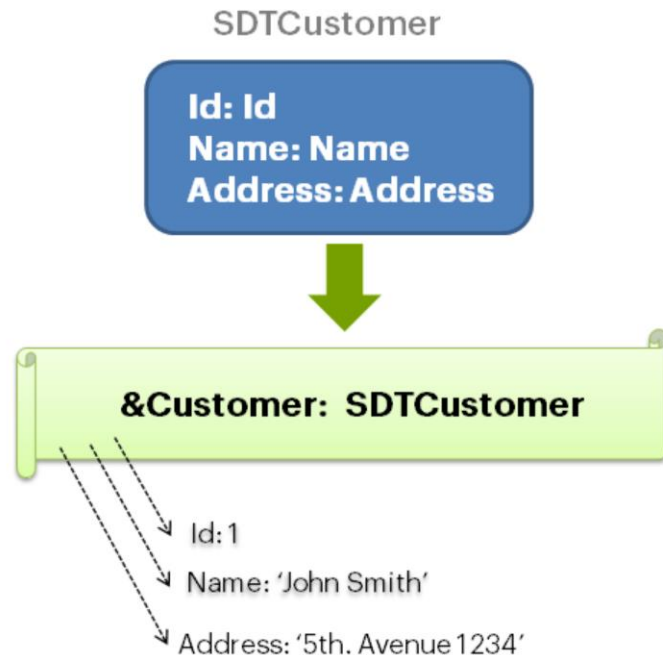 SDTCustomer
Id: Id
Name: Name
Address: Address
&Customer: SDTCustomer
Id: 1
Name: ‘John Smith’
Address: ‘5th. Avenue 1234’